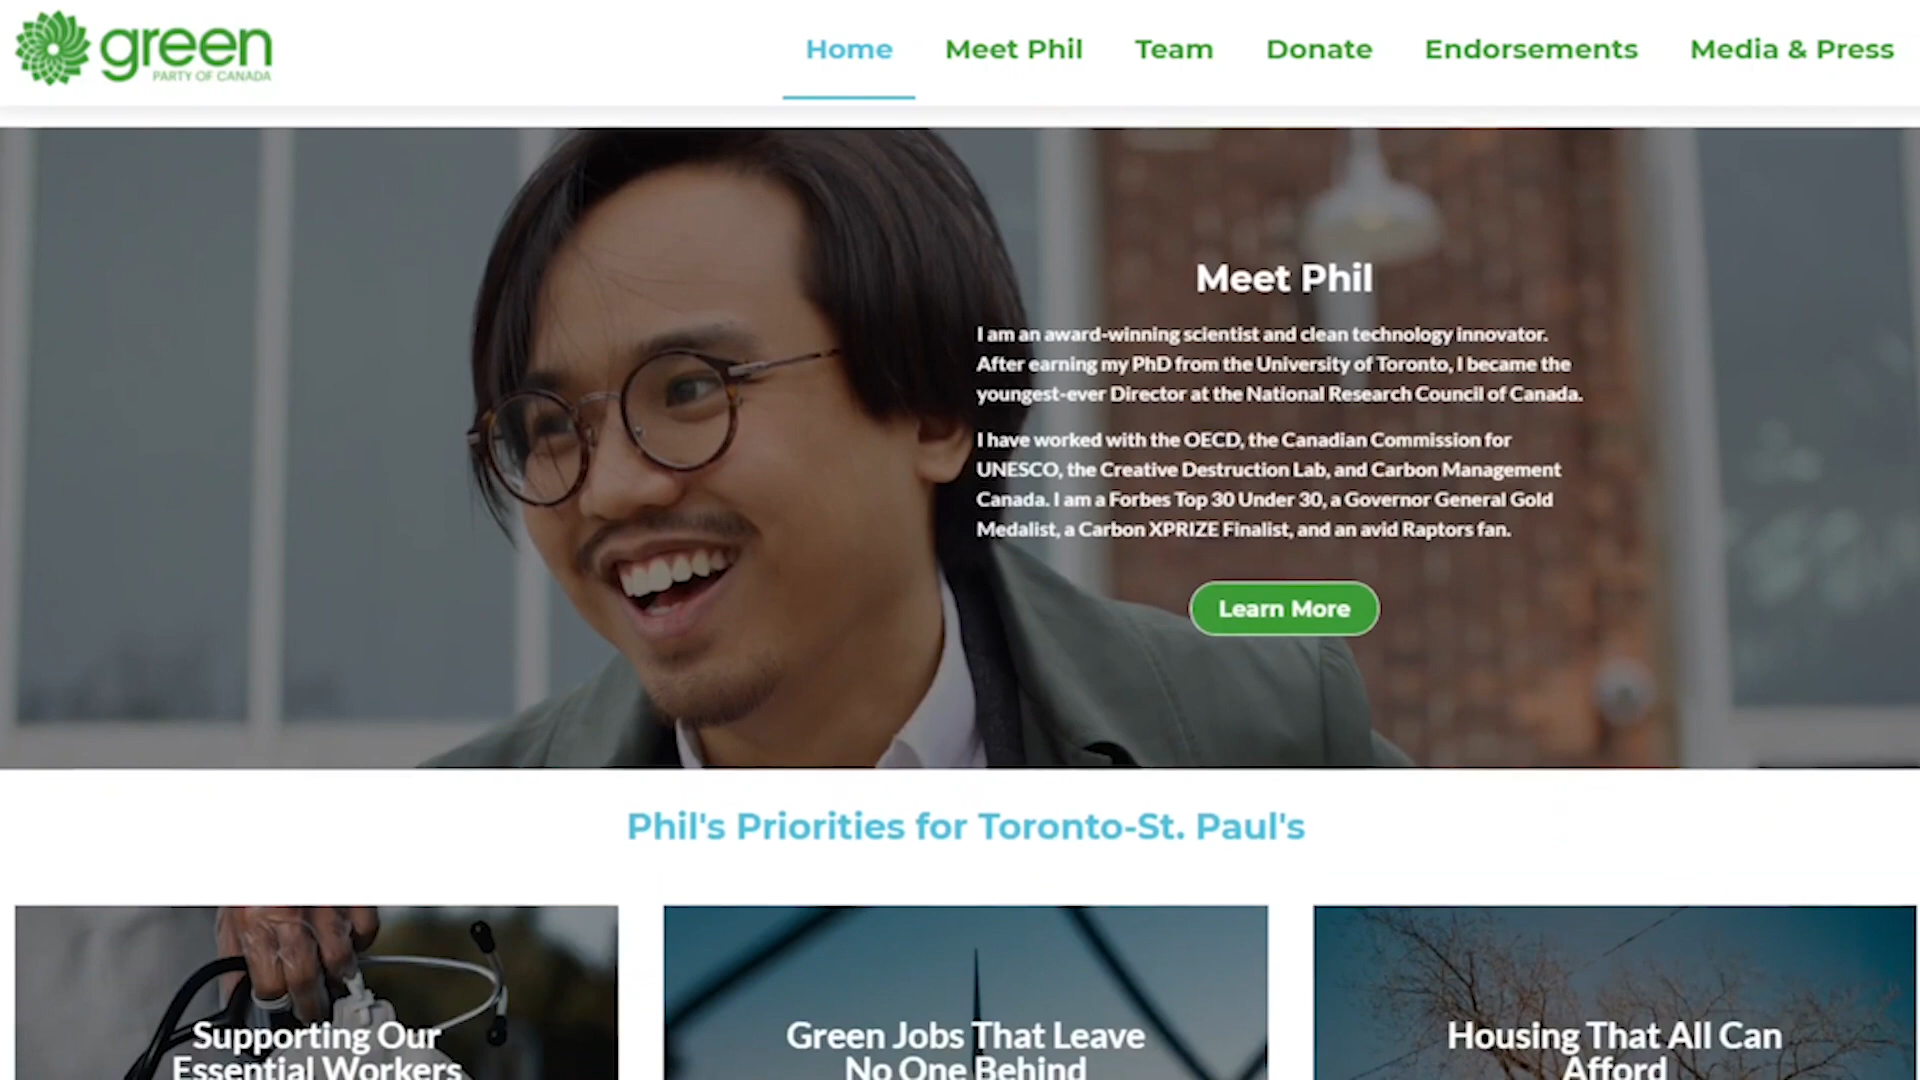 green
PARTY OF CANADA
Home
Meet Phil
Team
Donate
Endorsements
Media & Press
Meet Phil
I am an award-winning scientist and clean technology innovator.
After earning my PhD from the University of Toronto, I became the
youngest-ever Director at the National Research Council of Canada.
I have worked with the OECD, the Canadian Commission for
UNESCO, the Creative Destruction Lab, and Carbon Management
Canada. I am a Forbes Top 30 Under 30, a Governor General Gold
Medalist, a Carbon XPRIZE Finalist, and an avid Raptors fan.
Learn More
Phil's Priorities for Toronto-St. Paul's
Supporting Our
Essential Workers
Green Jobs That Leave
No One Behind
Housing That All Can
Afford